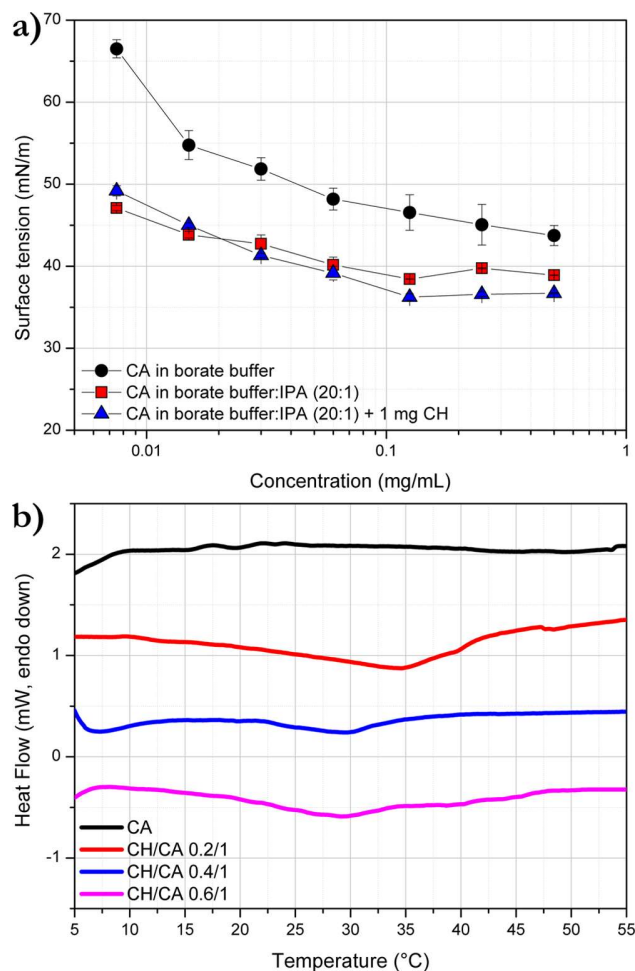 a)
70
60
50
40
30
20
Surface tension (mN/m)
CA in borate buffer
CA in borate buffer:IPA (20:1)
CA in borate buffer:IPA (20:1) + 1 mg CH
0.01
0.1
1
Concentration (mg/mL)
b)
2
1
0
-1
Heat Flow (mW, endo down)
CA
CH/CA 0.2/1
CH/CA 0.4/1
CH/CA 0.6/1
5 10 15 20 25 30 35 40 45 50 55
Temperature (°C)